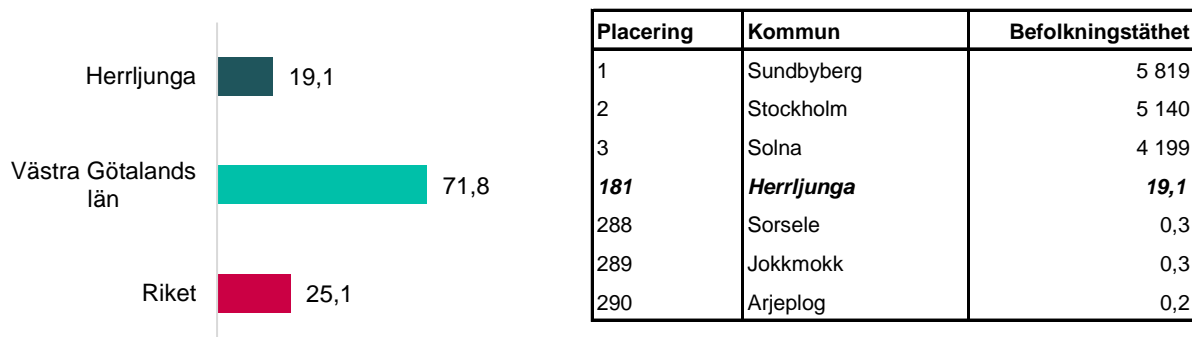 Herrljunga 19,1
Västra Götalands
län 71,8
Riket 25,1
Placering Kommun Befolkningstäthet
1 Sundbyberg 5 819
2 Stockholm 5 140
3 Solna 4 199
181 Herrljunga 19,1
288 Sorsele 0,3
289 Jokkmokk 0,3
290 Arjeplog 0,2